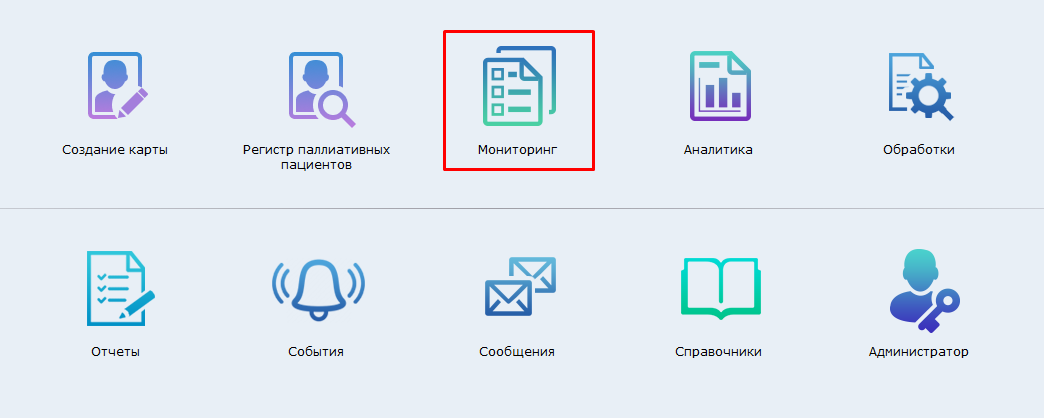 Создание карты
Регистр паллиативных
пациентов
Мониторинг
Аналитика
Обработки
Отчеты
События
Сообщения
Справочники
Администратор